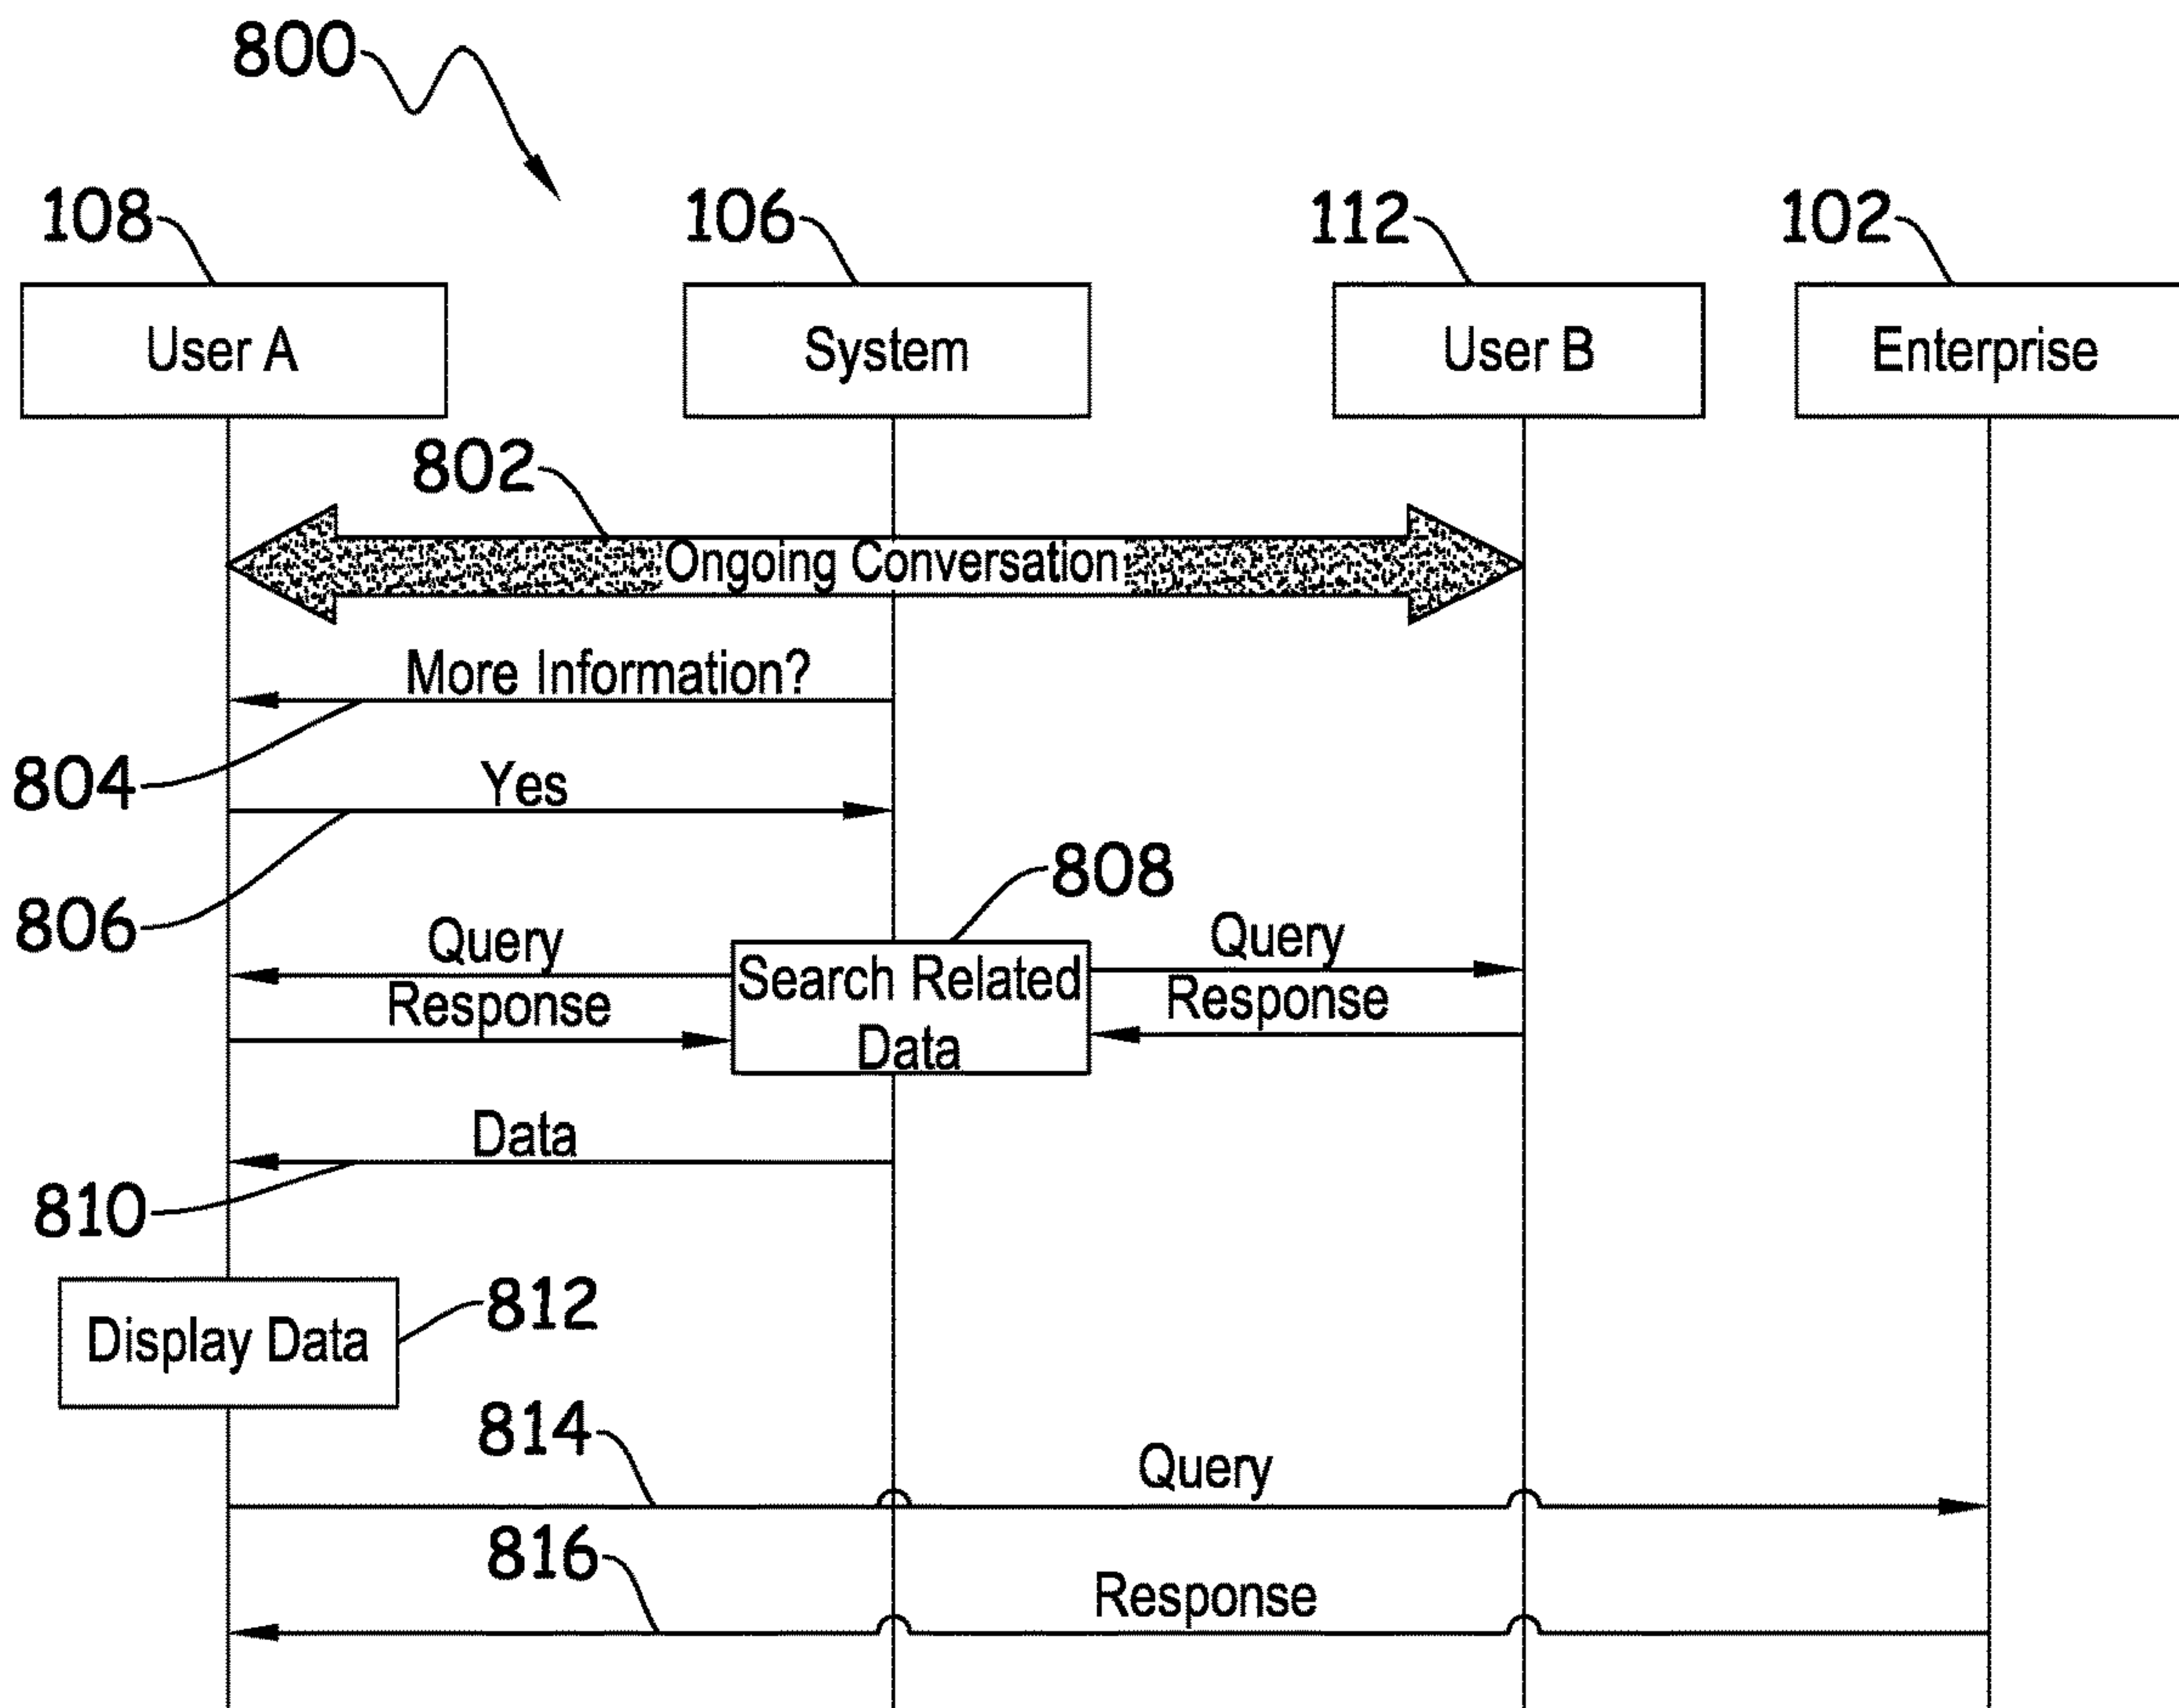 800
108
106
112
102
User A
System
User B
Enterprise
802
Ongoing Conversation
More Information?
804
Yes
806
808
Query
Query
Search Related
Data
Response
Response
Data
810
812
Display Data
814
Query
816
Response